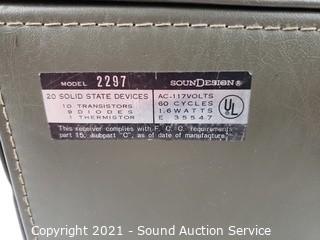 MODEL 2297 SOUNDESIGN®
20 SOLID STATE DEVICES
10 TRANSISTORS
9 DIODES
1 THERMISTOR
AC-117VOLTS
60 CYCLES
1.6 WATTS
E 35547
UL
This receiver complies with F. C. C. requirements
part 15, subpart "C", as of date of manufacture.
Copyright 2021 - Sound Auction Service